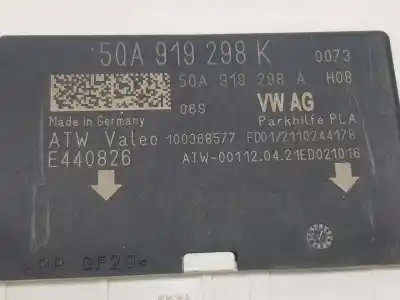 5QA 919 298 K 0073
5QA 919 298 A H08
06S VW AG
Made in Germany Parkhilfe PLA
ATW Valeo 100388577 FD01/2110244178
E440826 ATW-00112.04.21ED021016